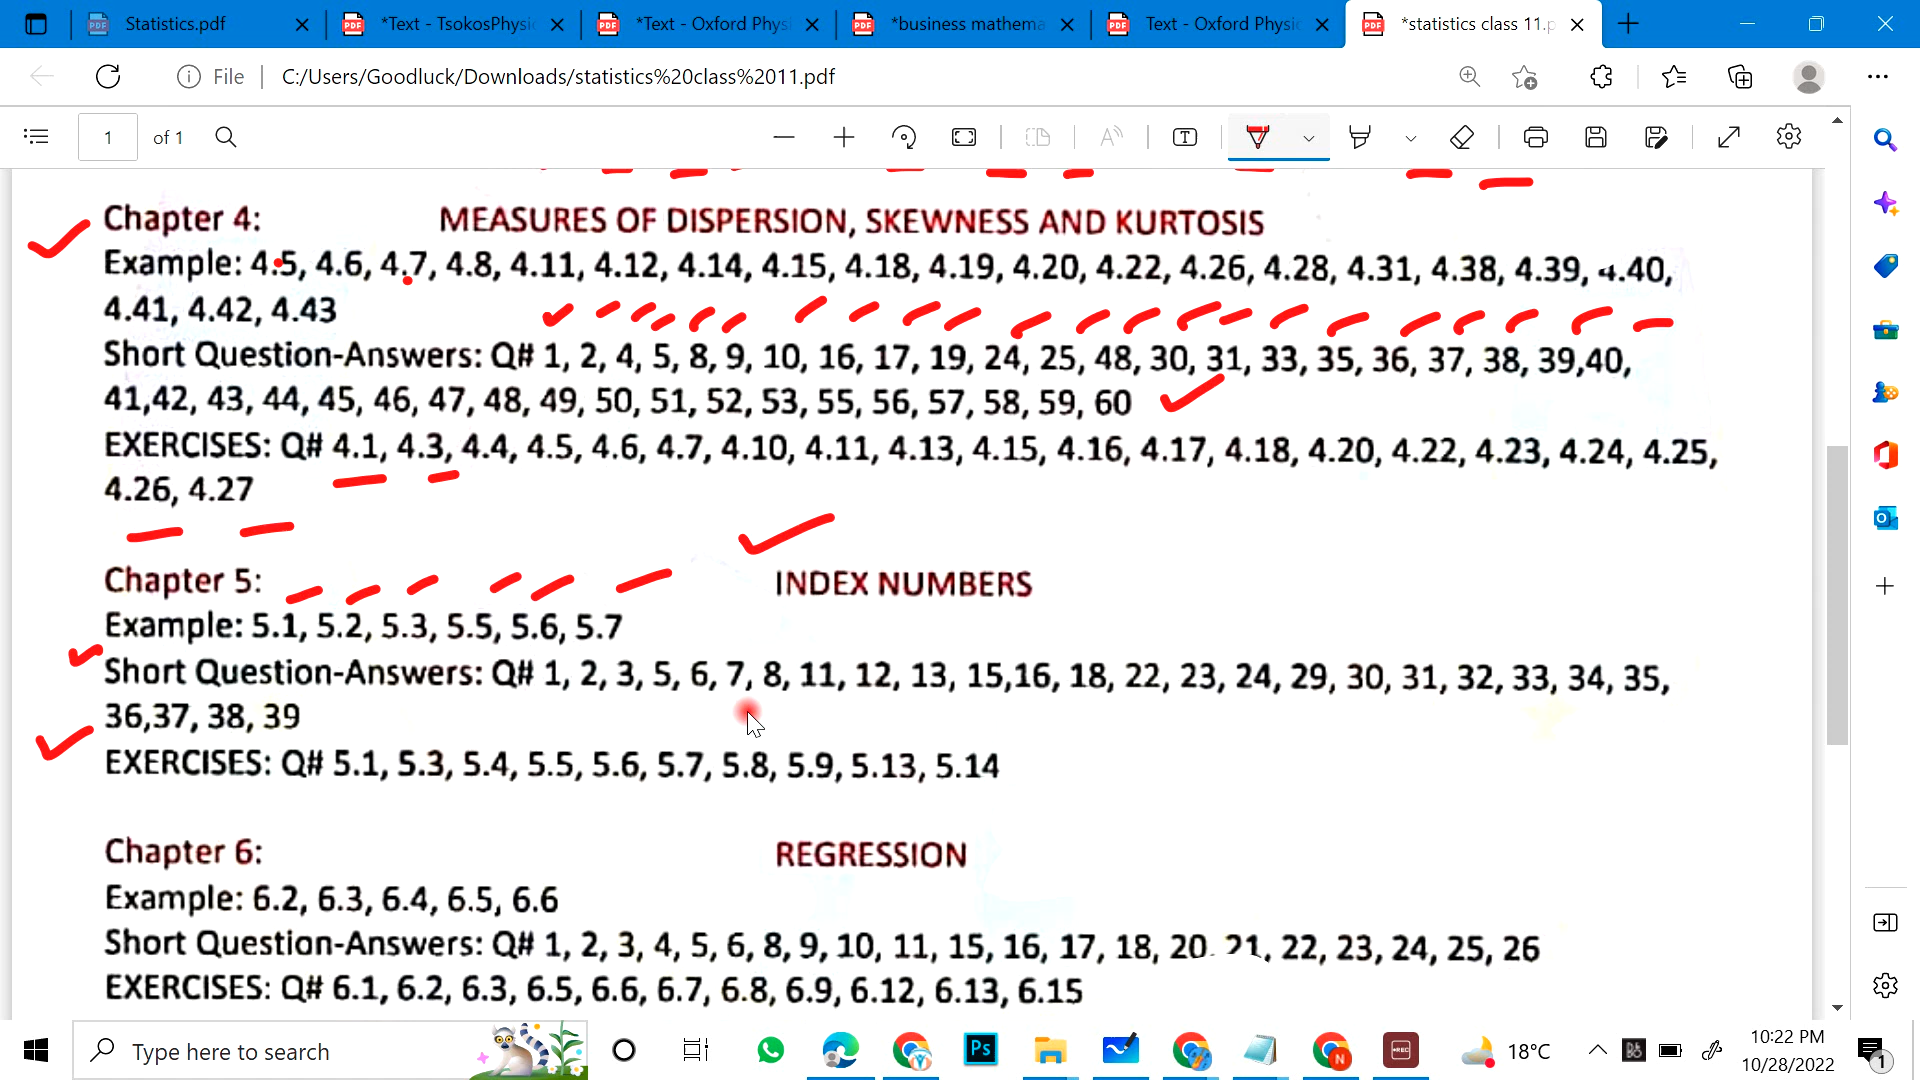 Statistics.pdf
*Text - TsokosPhysi
*Text - Oxford Phys
*business mathema
Text - Oxford Physic
*statistics class 11.p
File
C:/Users/Goodluck/Downloads/statistics%20class%2011.pdf
1 of 1
Chapter 4: MEASURES OF DISPERSION, SKEWNESS AND KURTOSIS
Example: 4.5, 4.6, 4.7, 4.8, 4.11, 4.12, 4.14, 4.15, 4.18, 4.19, 4.20, 4.22, 4.26, 4.28, 4.31, 4.38, 4.39, 4.40,
4.41, 4.42, 4.43
Short Question-Answers: Q# 1, 2, 4, 5, 8, 9, 10, 16, 17, 19, 24, 25, 48, 30, 31, 33, 35, 36, 37, 38, 39,40,
41,42, 43, 44, 45, 46, 47, 48, 49, 50, 51, 52, 53, 55, 56, 57, 58, 59, 60
EXERCISES: Q# 4.1, 4.3, 4.4, 4.5, 4.6, 4.7, 4.10, 4.11, 4.13, 4.15, 4.16, 4.17, 4.18, 4.20, 4.22, 4.23, 4.24, 4.25,
4.26, 4.27
Chapter 5: INDEX NUMBERS
Example: 5.1, 5.2, 5.3, 5.5, 5.6, 5.7
Short Question-Answers: Q# 1, 2, 3, 5, 6, 7, 8, 11, 12, 13, 15,16, 18, 22, 23, 24, 29, 30, 31, 32, 33, 34, 35,
36,37, 38, 39
EXERCISES: Q# 5.1, 5.3, 5.4, 5.5, 5.6, 5.7, 5.8, 5.9, 5.13, 5.14
Chapter 6: REGRESSION
Example: 6.2, 6.3, 6.4, 6.5, 6.6
Short Question-Answers: Q# 1, 2, 3, 4, 5, 6, 8, 9, 10, 11, 15, 16, 17, 18, 20, 21, 22, 23, 24, 25, 26
EXERCISES: Q# 6.1, 6.2, 6.3, 6.5, 6.6, 6.7, 6.8, 6.9, 6.12, 6.13, 6.15
Type here to search
Ps
18°C
10:22 PM
10/28/2022
1